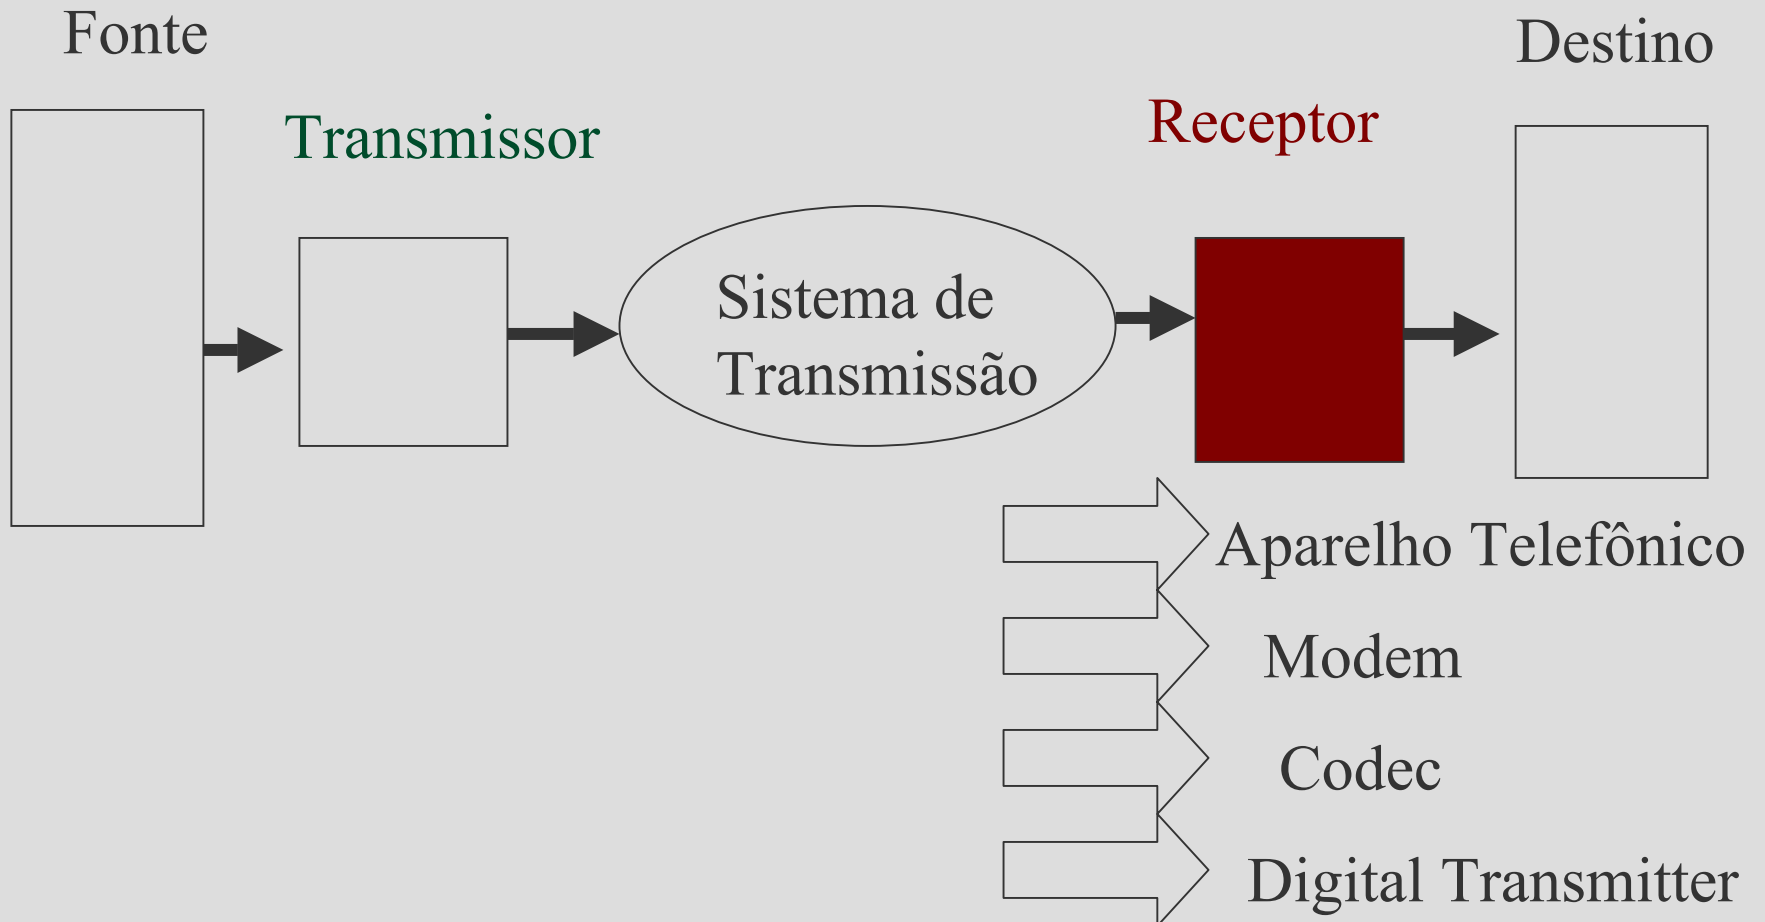 Fonte
Destino
Transmissor
Receptor
Sistema de
Transmissão
Aparelho Telefônico
Modem
Codec
Digital Transmitter